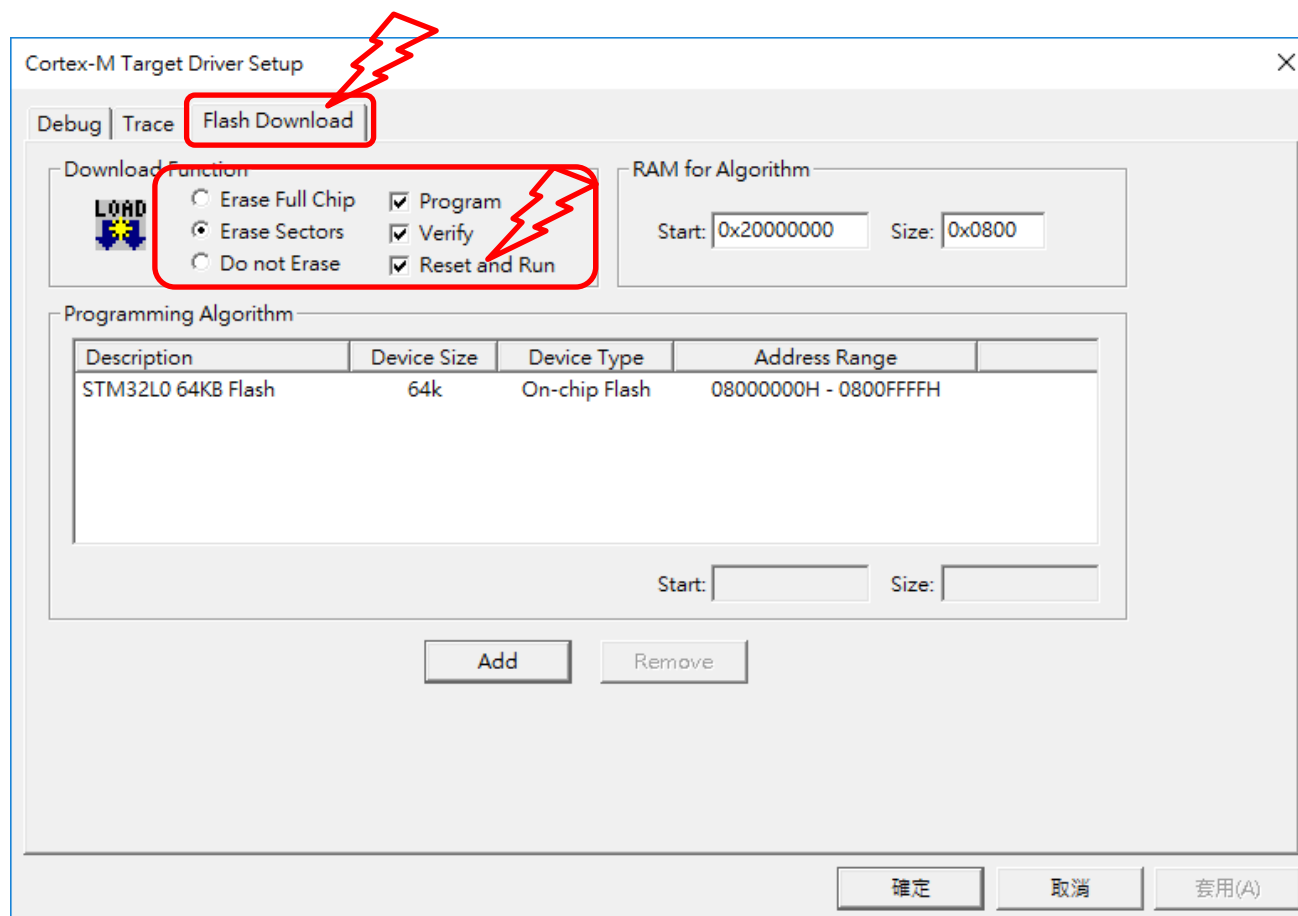 Cortex-M Target Driver Setup
Debug Trace Flash Download
Download Function
LOAD
Erase Full Chip
Erase Sectors
Do not Erase
Program
Verify
Reset and Run
RAM for Algorithm
Start: 0x20000000 Size: 0x0800
Programming Algorithm
Description Device Size Device Type Address Range
STM32L0 64KB Flash 64k On-chip Flash 08000000H - 0800FFFFH
Start: Size:
Add Remove
確定 取消 套用(A)